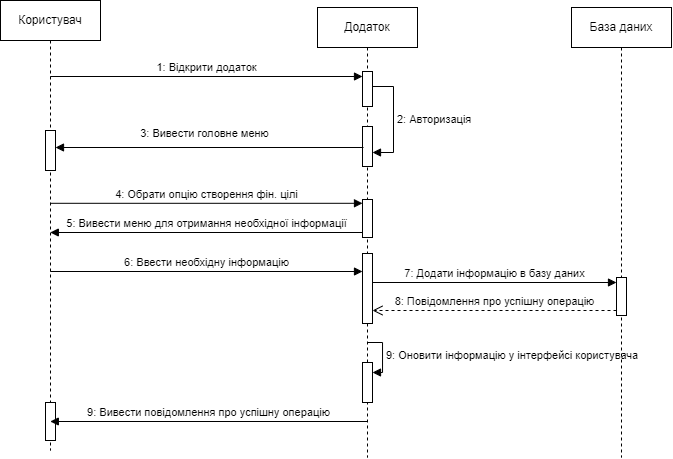 Користувач
Додаток
База даних
1: Відкрити додаток
2: Авторизація
3: Вивести головне меню
4: Обрати опцію створення фін. цілі
5: Вивести меню для отримання необхідної інформації
6: Ввести необхідну інформацію
7: Додати інформацію в базу даних
8: Повідомлення про успішну операцію
9: Оновити інформацію у інтерфейсі користувача
9: Вивести повідомлення про успішну операцію